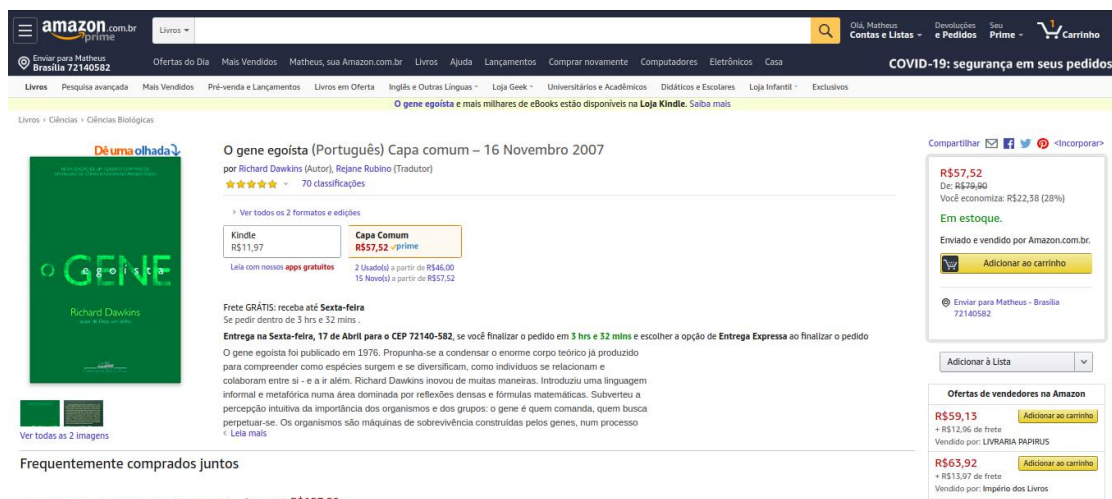 amazon.com.br
prime
Livros
Olá, Matheus
Contas e Listas
Devoluções
e Pedidos
Seu
Prime
1
Carrinho
Enviar para Matheus
Brasília 72140582
Ofertas do Dia Mais Vendidos Matheus, sua Amazon.com.br Livros Ajuda Lançamentos Comprar novamente Computadores Eletrônicos Casa
COVID-19: segurança em seus pedidos
Livros Pesquisa avançada Mais Vendidos Pré-venda e Lançamentos Livros em Oferta Inglês e Outras Línguas Loja Geek Universitários e Acadêmicos Didáticos e Escolares Loja Infantil Exclusivos
O gene egoísta e mais milhares de eBooks estão disponíveis na Loja Kindle. Saiba mais
Livros › Ciências › Ciências Biológicas
Dê uma olhada
O GENE
egoísta
Richard Dawkins
O gene egoísta (Português) Capa comum – 16 Novembro 2007
por Richard Dawkins (Autor), Rejane Rubino (Tradutor)
70 classificações
› Ver todos os 2 formatos e edições
Kindle
R$11,97
Capa Comum
R$57,52 prime
Leia com nossos apps gratuitos
2 Usado(s) a partir de R$46,00
15 Novo(s) a partir de R$57,52
Frete GRÁTIS: receba até Sexta-feira
Se pedir dentro de 3 hrs e 32 mins .
Entrega na Sexta-feira, 17 de Abril para o CEP 72140-582, se você finalizar o pedido em 3 hrs e 32 mins e escolher a opção de Entrega Expressa ao finalizar o pedido
O gene egoísta foi publicado em 1976. Propunha-se a condensar o enorme corpo teórico já produzido
para compreender como espécies surgem e se diversificam, como indivíduos se relacionam e
colaboram entre si - e a ir além. Richard Dawkins inovou de muitas maneiras. Introduziu uma linguagem
informal e metafórica numa área dominada por reflexões densas e fórmulas matemáticas. Subverteu a
percepção intuitiva da importância dos organismos e dos grupos: o gene é quem comanda, quem busca
perpetuar-se. Os organismos são máquinas de sobrevivência construídas pelos genes, num processo
‹ Leia mais
Ver todas as 2 imagens
Compartilhar <Incorporar>
R$57,52
De: R$79,90
Você economiza: R$22,38 (28%)
Em estoque.
Enviado e vendido por Amazon.com.br.
Adicionar ao carrinho
Enviar para Matheus - Brasília
72140582
Adicionar à Lista
Ofertas de vendedores na Amazon
R$59,13
Adicionar ao carrinho
+ R$12,96 de frete
Vendido por: LIVRARIA PAPIRUS
R$63,92
Adicionar ao carrinho
+ R$13,97 de frete
Vendido por: Império dos Livros
Frequentemente comprados juntos